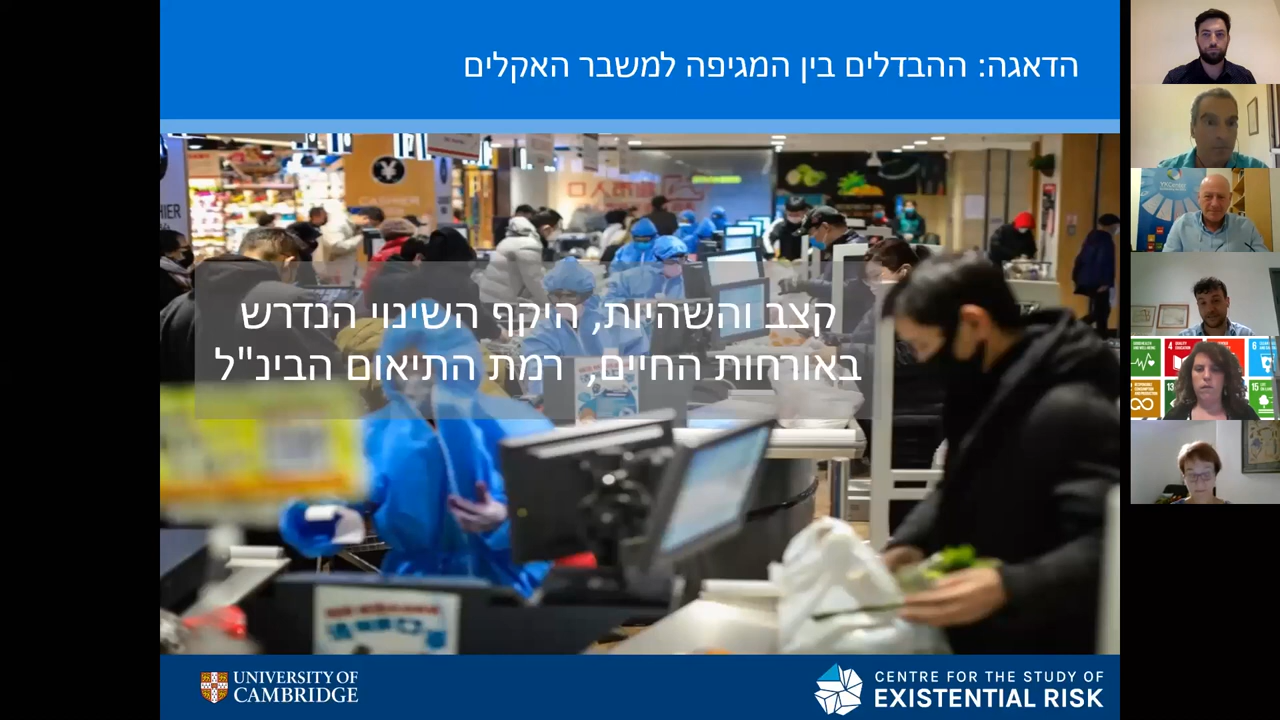 הדאגה: ההבדלים בין המגיפה למשבר האקלים
קצב והשהיות, היקף השינוי הנדרש
באורחות החיים, רמת התיאום הבינ"ל
UNIVERSITY OF
CAMBRIDGE
CENTRE FOR THE STUDY OF
EXISTENTIAL RISK